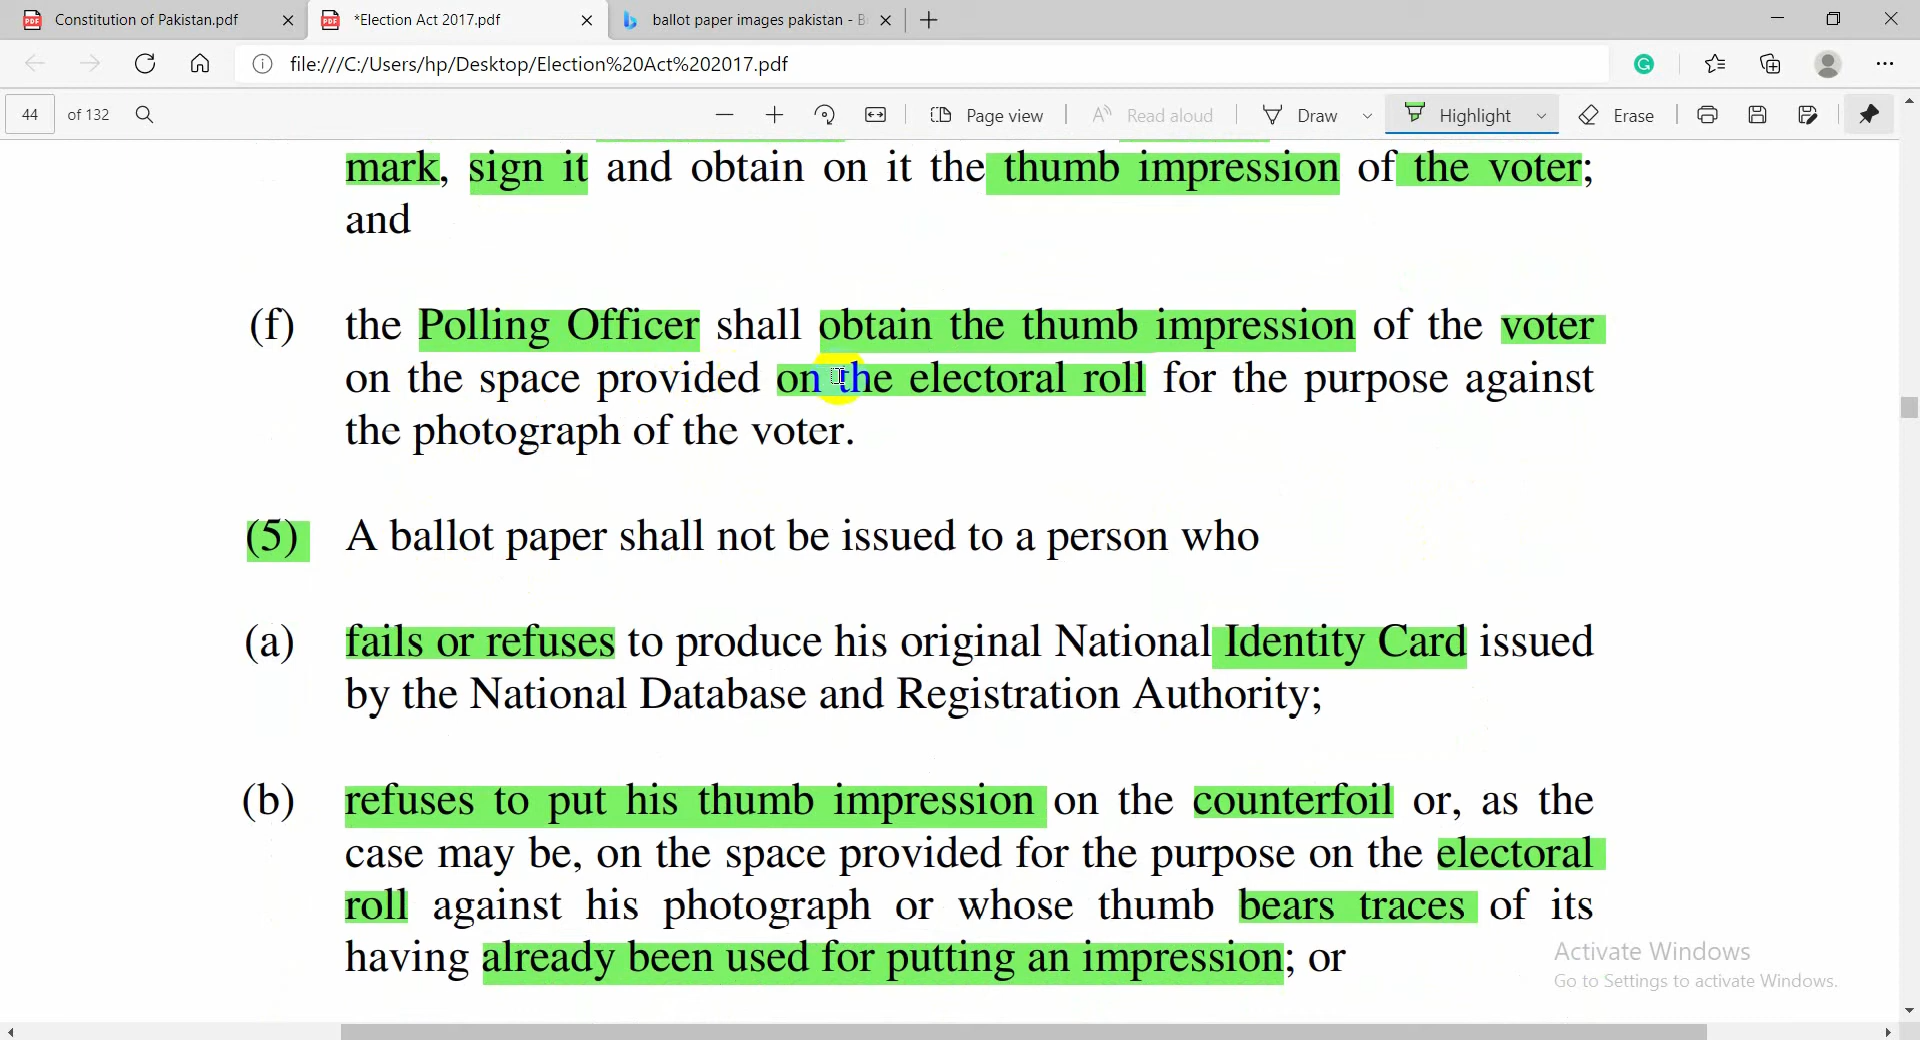 Constitution of Pakistan.pdf
*Election Act 2017.pdf
ballot paper images pakistan - B
file:///C:/Users/hp/Desktop/Election%20Act%202017.pdf
44 of 132
Page view
Read aloud
Draw
Highlight
Erase
mark, sign it and obtain on it the thumb impression of the voter;
and
(f) the Polling Officer shall obtain the thumb impression of the voter
on the space provided on the electoral roll for the purpose against
the photograph of the voter.
(5) A ballot paper shall not be issued to a person who
(a) fails or refuses to produce his original National Identity Card issued
by the National Database and Registration Authority;
(b) refuses to put his thumb impression on the counterfoil or, as the
case may be, on the space provided for the purpose on the electoral
roll against his photograph or whose thumb bears traces of its
having already been used for putting an impression; or
Activate Windows
Go to Settings to activate Windows.